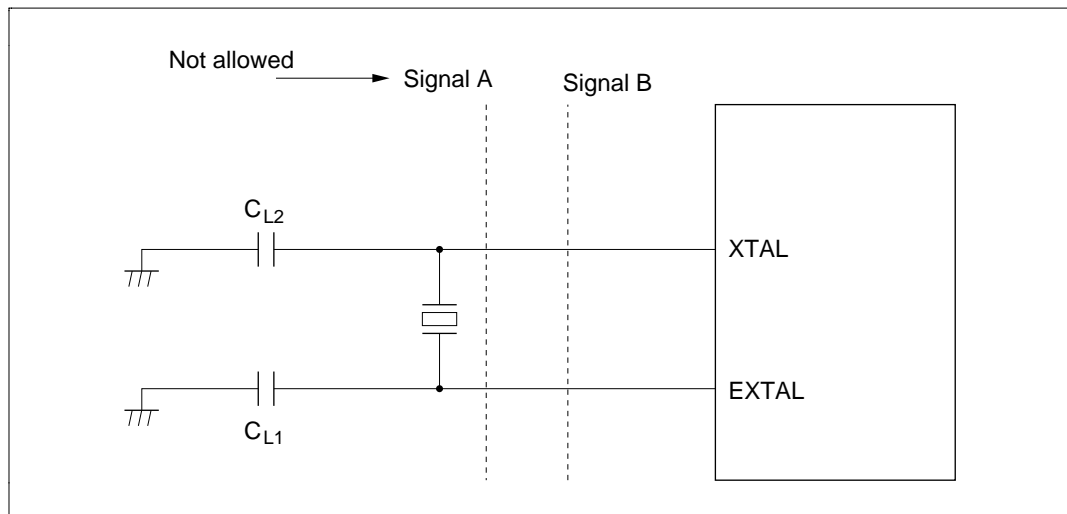 Not allowed
Signal A
Signal B
CL2
XTAL
EXTAL
CL1